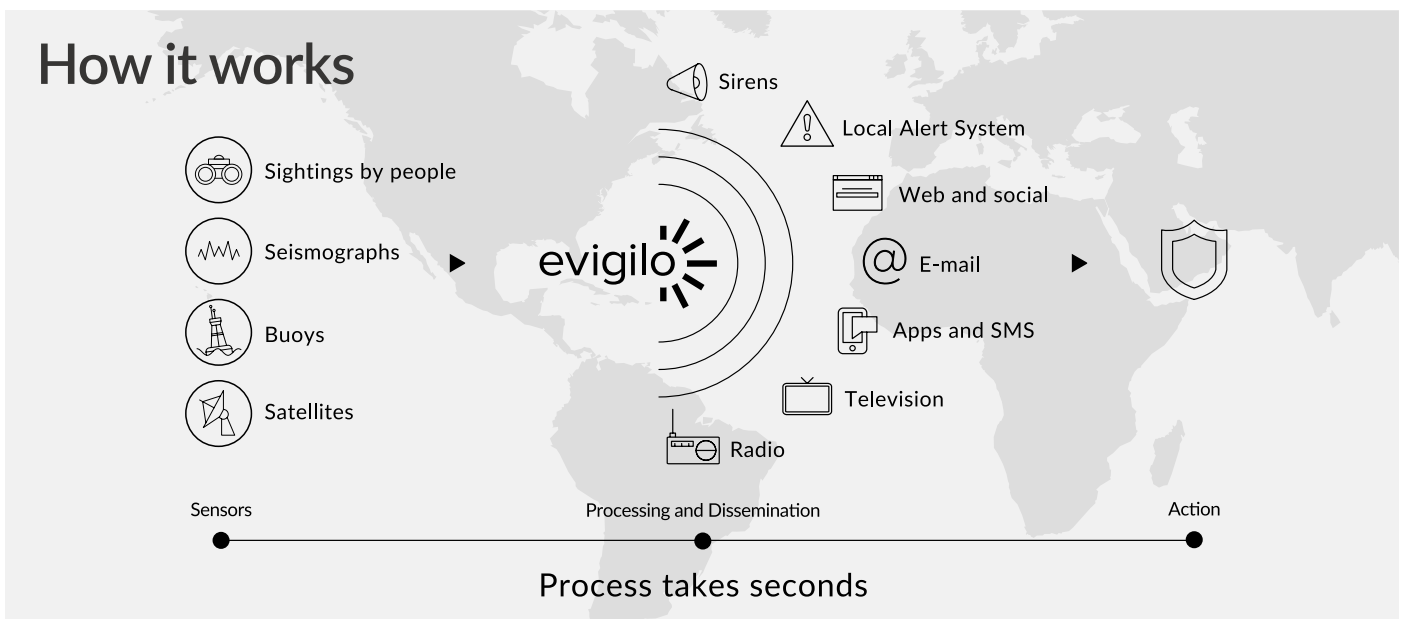 How it works
Sightings by people
Seismographs
Buoys
Satellites
evigilo
Sirens
Local Alert System
Web and social
@ E-mail
Apps and SMS
Television
Radio
Sensors
Processing and Dissemination
Action
Process takes seconds